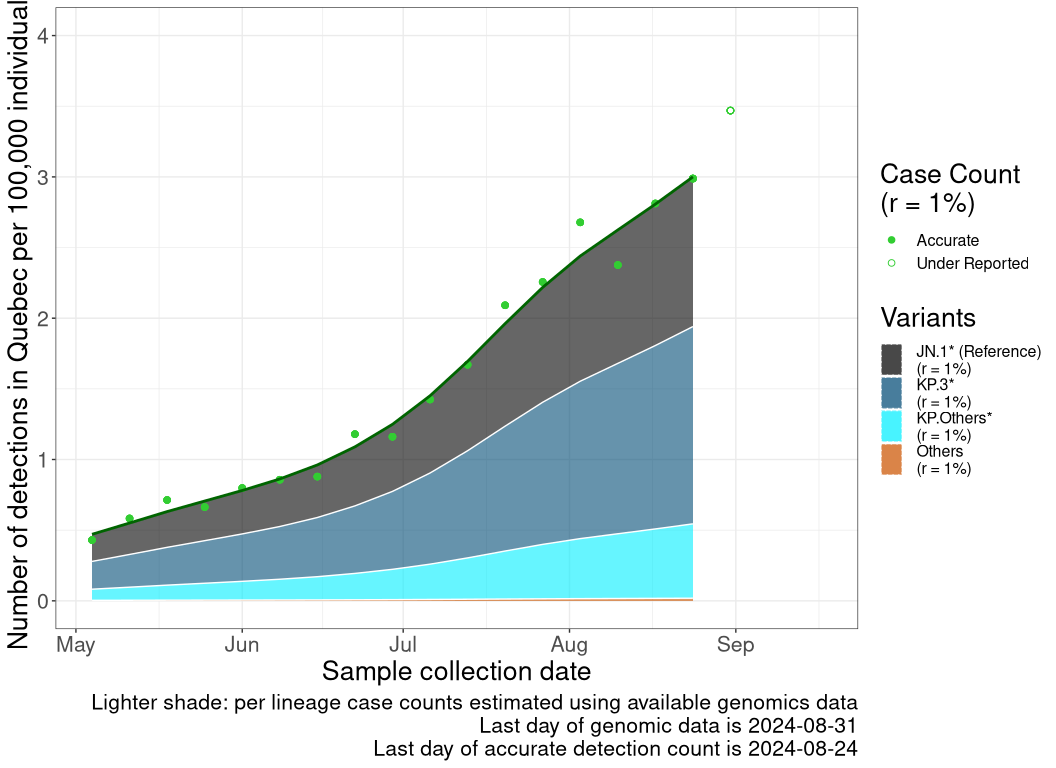 Number of detections in Quebec per 100,000 individual
4
3
2
1
0
May
Jun
Jul
Aug
Sep
Sample collection date
Lighter shade: per lineage case counts estimated using available genomics data
Last day of genomic data is 2024-08-31
Last day of accurate detection count is 2024-08-24
Case Count
(r = 1%)
Accurate
Under Reported
Variants
JN.1* (Reference)
(r = 1%)
KP.3*
(r = 1%)
KP.Others*
(r = 1%)
Others
(r = 1%)